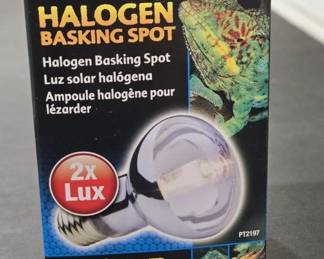 HALOGEN
BASKING SPOT
Halogen Basking Spot
Luz solar halógena
Ampoule halogène pour
lézarder
2x
Lux
PT2197